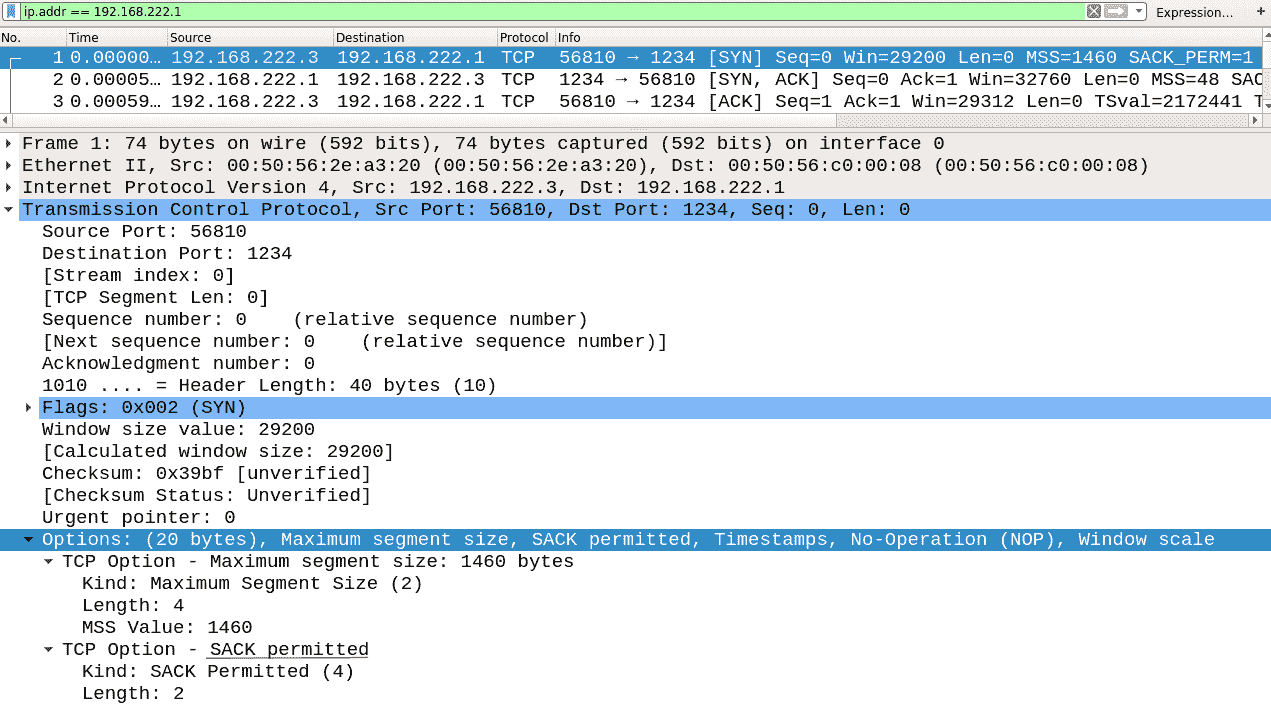 ip.addr == 192.168.222.1 Expression... +
No. Time Source Destination Protocol Info
1 0.00000… 192.168.222.3 192.168.222.1 TCP 56810 → 1234 [SYN] Seq=0 Win=29200 Len=0 MSS=1460 SACK_PERM=1
2 0.00005… 192.168.222.1 192.168.222.3 TCP 1234 → 56810 [SYN, ACK] Seq=0 Ack=1 Win=32760 Len=0 MSS=48 SAC
3 0.00059… 192.168.222.3 192.168.222.1 TCP 56810 → 1234 [ACK] Seq=1 Ack=1 Win=29312 Len=0 TSval=2172441 T
Frame 1: 74 bytes on wire (592 bits), 74 bytes captured (592 bits) on interface 0
Ethernet II, Src: 00:50:56:2e:a3:20 (00:50:56:2e:a3:20), Dst: 00:50:56:c0:00:08 (00:50:56:c0:00:08)
Internet Protocol Version 4, Src: 192.168.222.3, Dst: 192.168.222.1
Transmission Control Protocol, Src Port: 56810, Dst Port: 1234, Seq: 0, Len: 0
Source Port: 56810
Destination Port: 1234
[Stream index: 0]
[TCP Segment Len: 0]
Sequence number: 0    (relative sequence number)
[Next sequence number: 0    (relative sequence number)]
Acknowledgment number: 0
1010 .... = Header Length: 40 bytes (10)
Flags: 0x002 (SYN)
Window size value: 29200
[Calculated window size: 29200]
Checksum: 0x39bf [unverified]
[Checksum Status: Unverified]
Urgent pointer: 0
Options: (20 bytes), Maximum segment size, SACK permitted, Timestamps, No-Operation (NOP), Window scale
TCP Option - Maximum segment size: 1460 bytes
Kind: Maximum Segment Size (2)
Length: 4
MSS Value: 1460
TCP Option - SACK permitted
Kind: SACK Permitted (4)
Length: 2